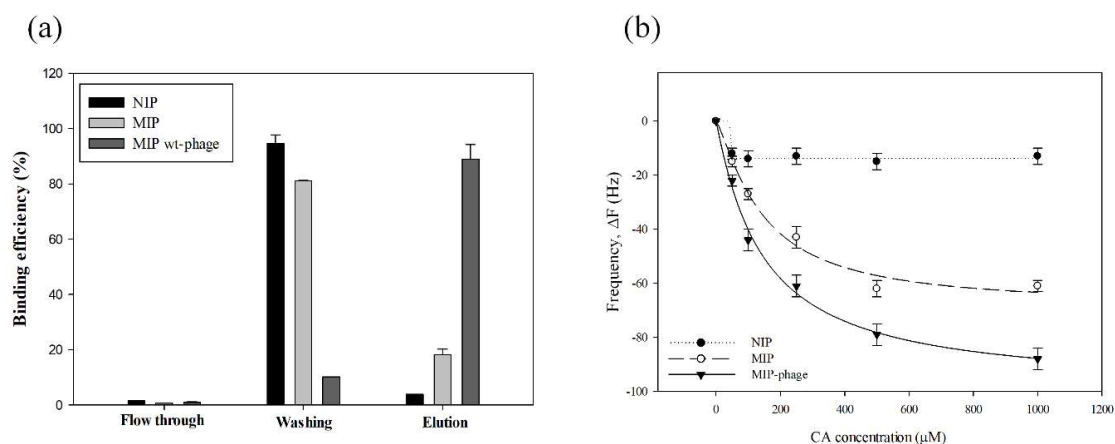 (a)
120
100
80
60
40
20
0
Binding efficiency (%)
NIP
MIP
MIP wt-phage
Flow through
Washing
Elution
(b)
0
-20
-40
-60
-80
-100
Frequency, ΔF (Hz)
NIP
MIP
MIP-phage
0 200 400 600 800 1000 1200
CA concentration (μM)